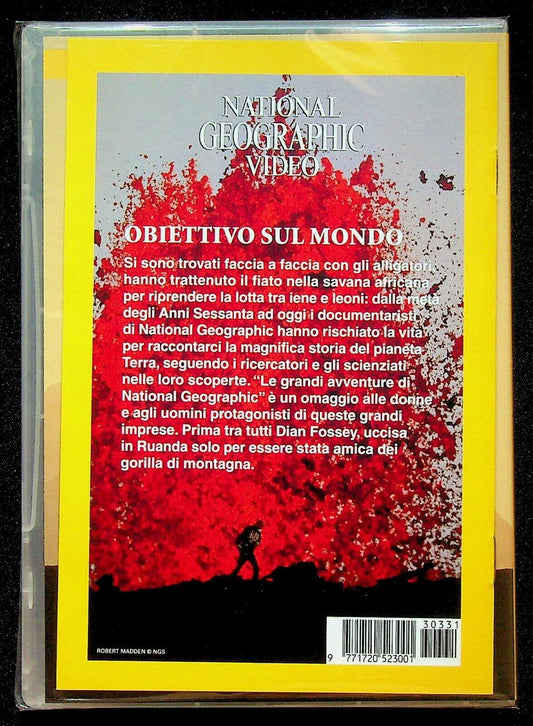 NATIONAL
GEOGRAPHIC
VIDEO
OBIETTIVO SUL MONDO
Si sono trovati faccia a faccia con gli alligatori,
hanno trattenuto il fiato nella savana africana
per riprendere la lotta tra iene e leoni: dalla metà
degli Anni Sessanta ad oggi i documentaristi
di National Geographic hanno rischiato la vita
per raccontarci la magnifica storia del pianeta
Terra, seguendo i ricercatori e gli scienziati
nelle loro scoperte. “Le grandi avventure di
National Geographic” è un omaggio alle donne
e agli uomini protagonisti di queste grandi
imprese. Prima tra tutti Dian Fossey, uccisa
in Ruanda solo per essere stata amica dei
gorilla di montagna.
30331
9 771720 523001
ROBERT MADDEN © NGS